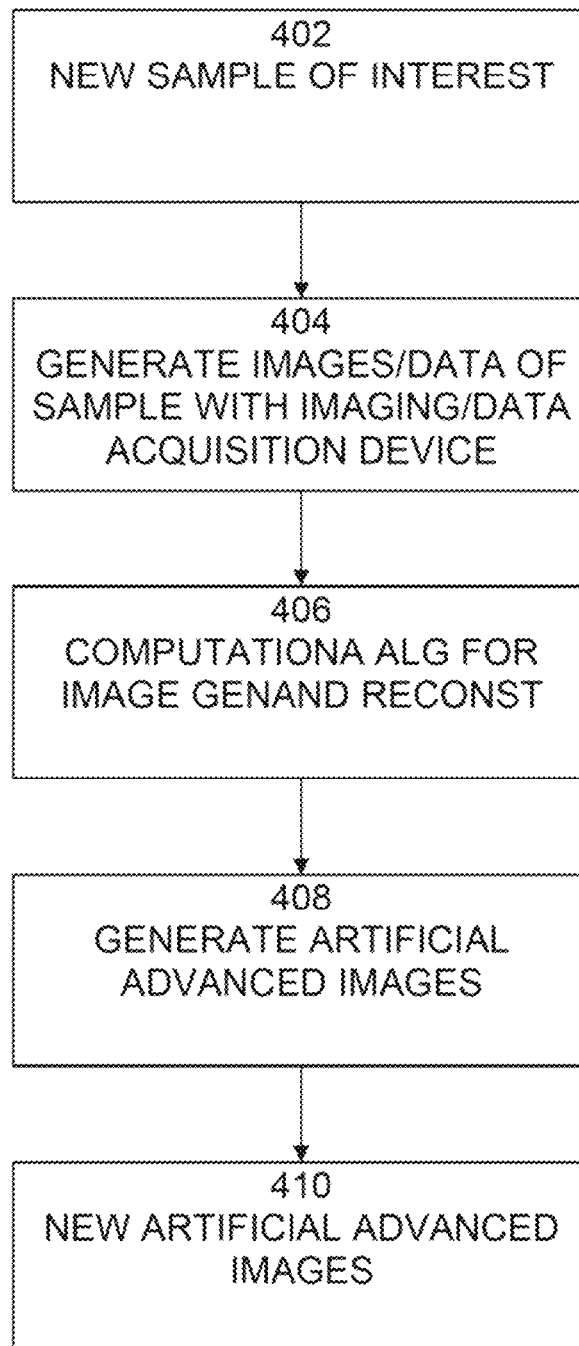 402
NEW SAMPLE OF INTEREST
404
GENERATE IMAGES/DATA OF
SAMPLE WITH IMAGING/DATA
ACQUISITION DEVICE
406
COMPUTATIONA ALG FOR
IMAGE GENAND RECONST
408
GENERATE ARTIFICIAL
ADVANCED IMAGES
410
NEW ARTIFICIAL ADVANCED
IMAGES